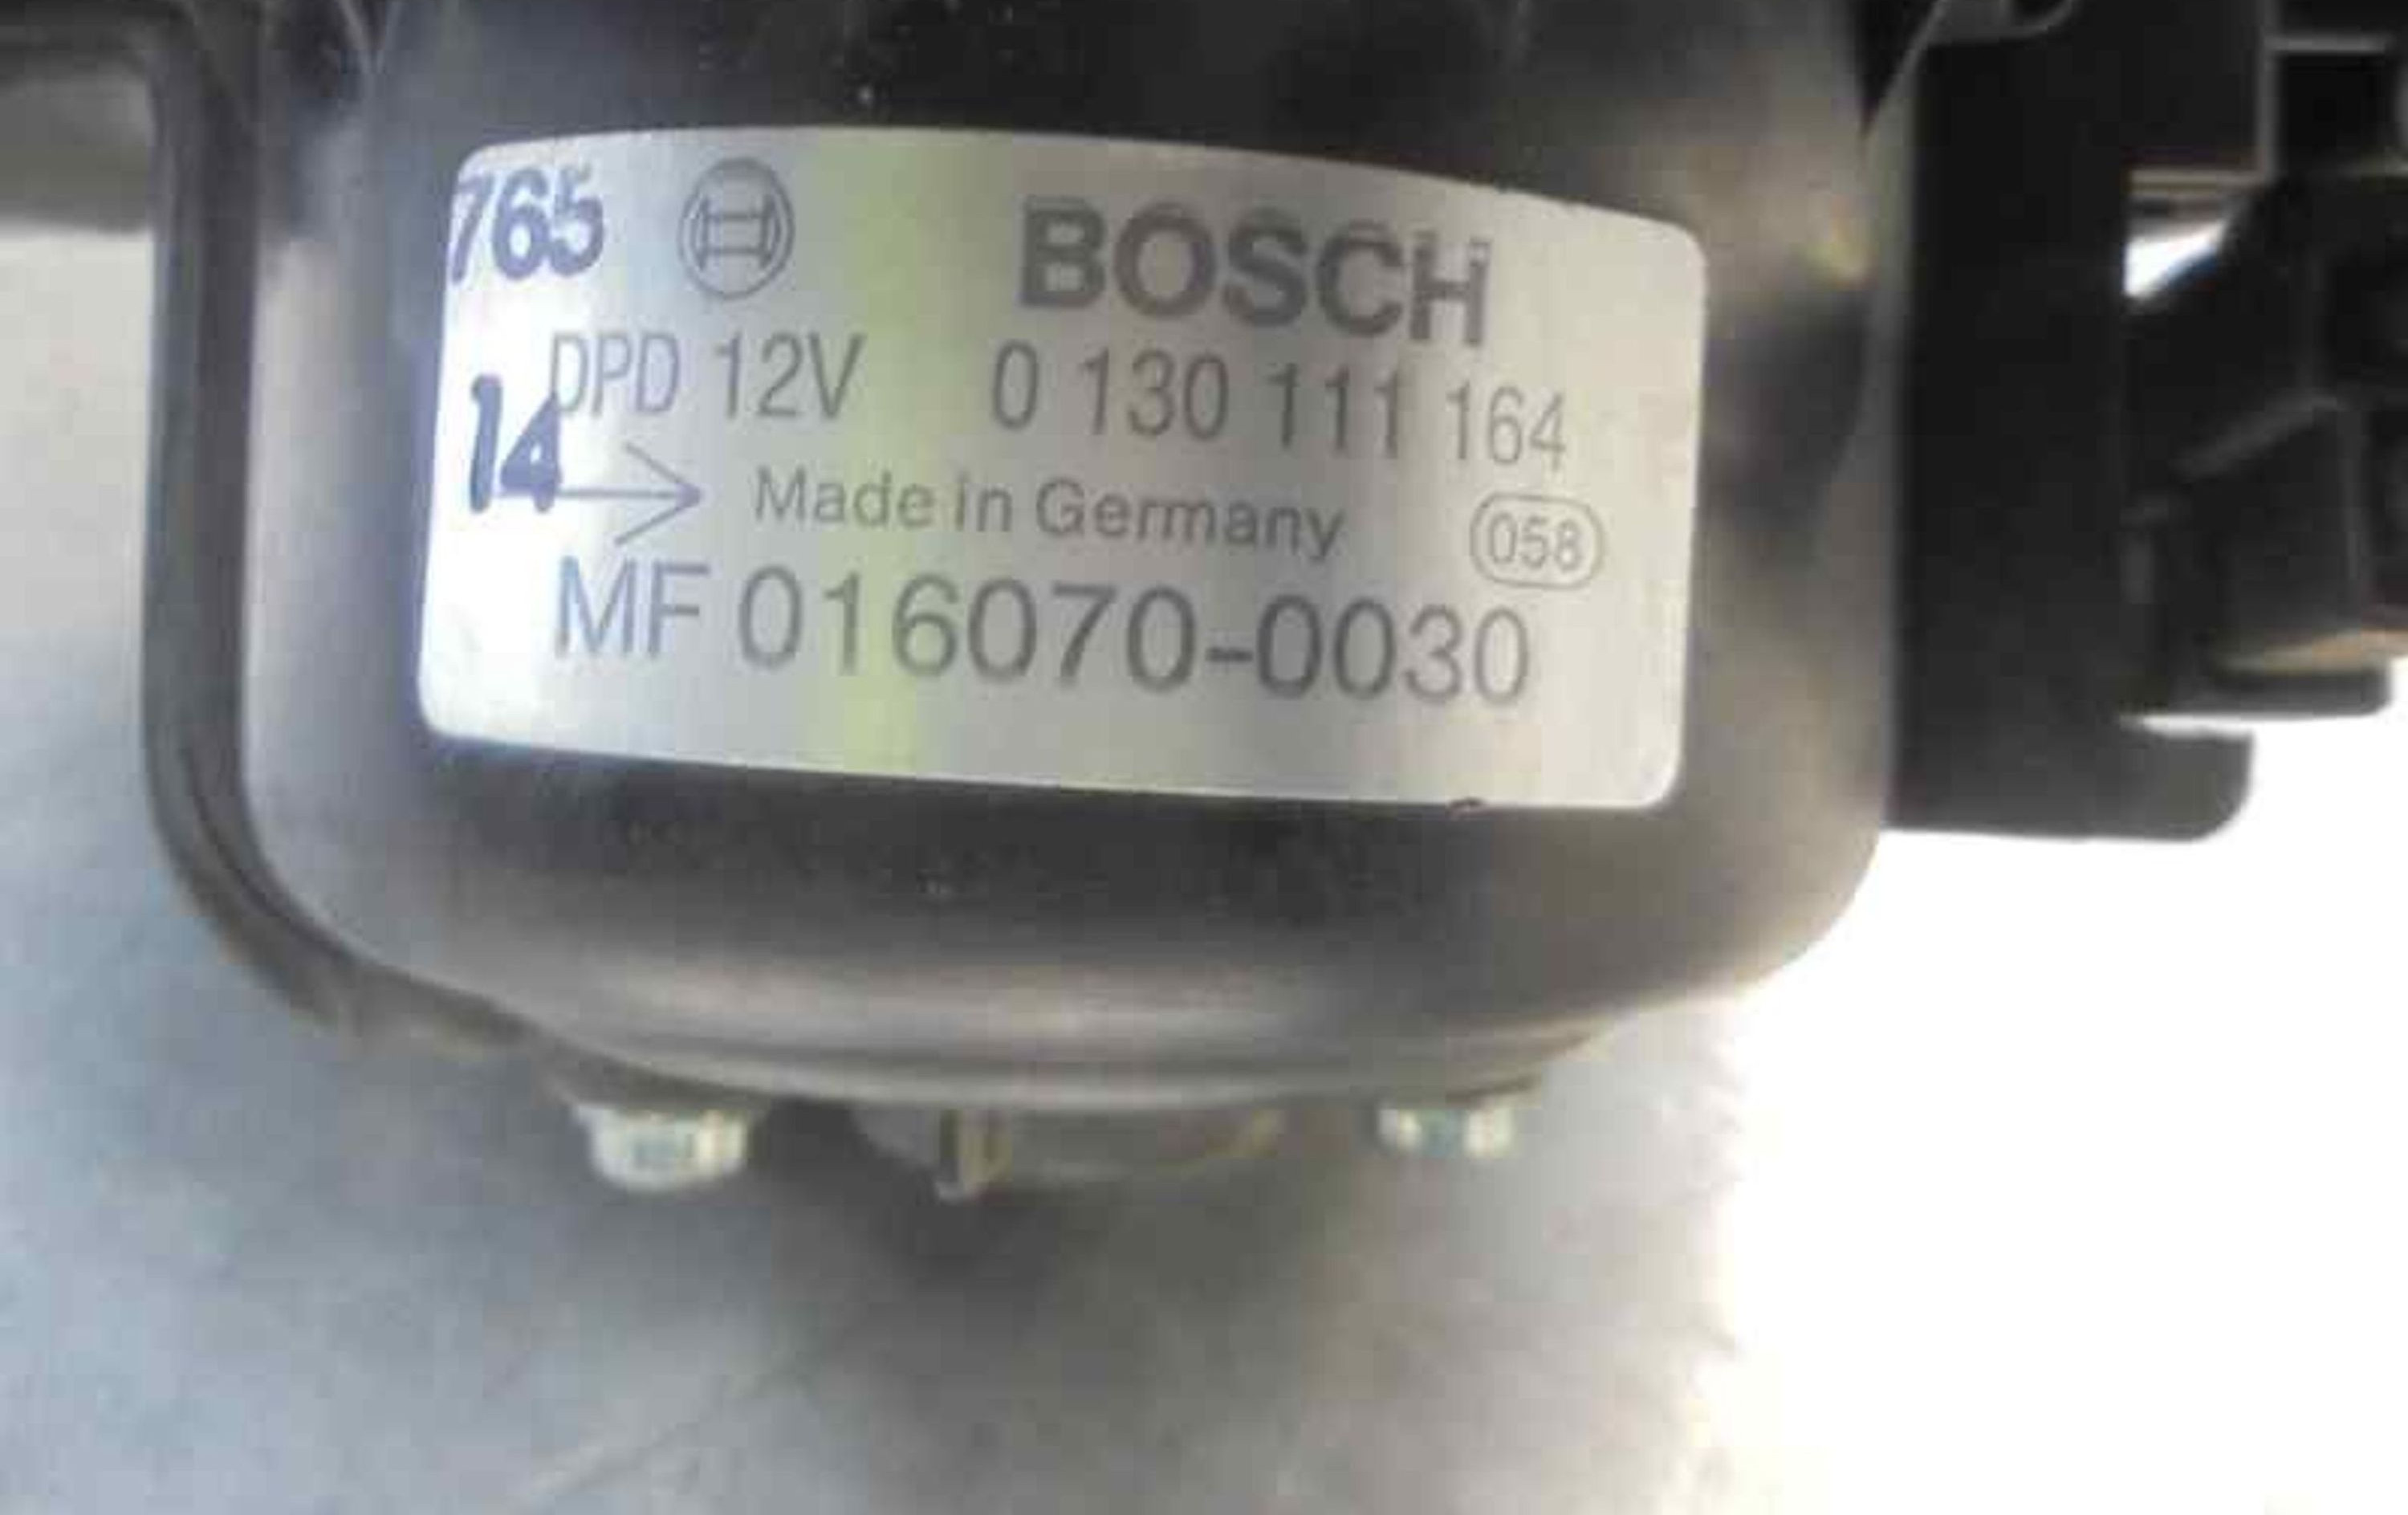 765 BOSCH
DPD 12V 0 130 111 164
14 Made in Germany 058
MF 016070-0030